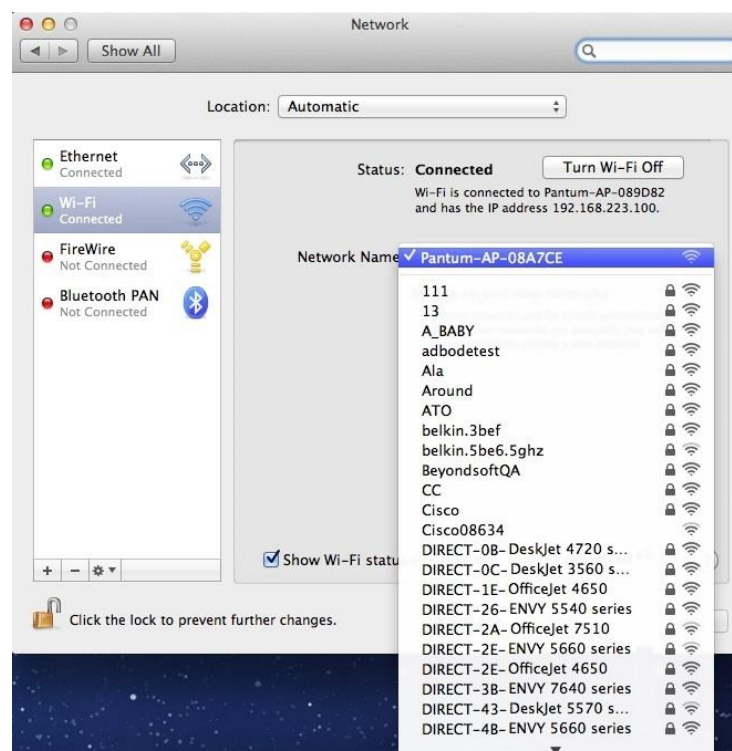 Network
Show All
Location: Automatic
Ethernet
Connected
Wi-Fi
Connected
FireWire
Not Connected
Bluetooth PAN
Not Connected
Status: Connected
Turn Wi-Fi Off
Wi-Fi is connected to Pantum-AP-089D82
and has the IP address 192.168.223.100.
Network Name
Pantum-AP-08A7CE
111
13
A_BABY
adbodetest
Ala
Around
ATO
belkin.3bef
belkin.5be6.5ghz
BeyondsoftQA
CC
Cisco
Cisco08634
DIRECT-0B-DeskJet 4720 s...
DIRECT-0C-DeskJet 3560 s...
DIRECT-1E-OfficeJet 4650
DIRECT-26-ENVY 5540 series
DIRECT-2A-OfficeJet 7510
DIRECT-2E-ENVY 5660 series
DIRECT-2E-OfficeJet 4650
DIRECT-3B-ENVY 7640 series
DIRECT-43-DeskJet 5570 s...
DIRECT-4B-ENVY 5660 series
Show Wi-Fi statu
Click the lock to prevent further changes.